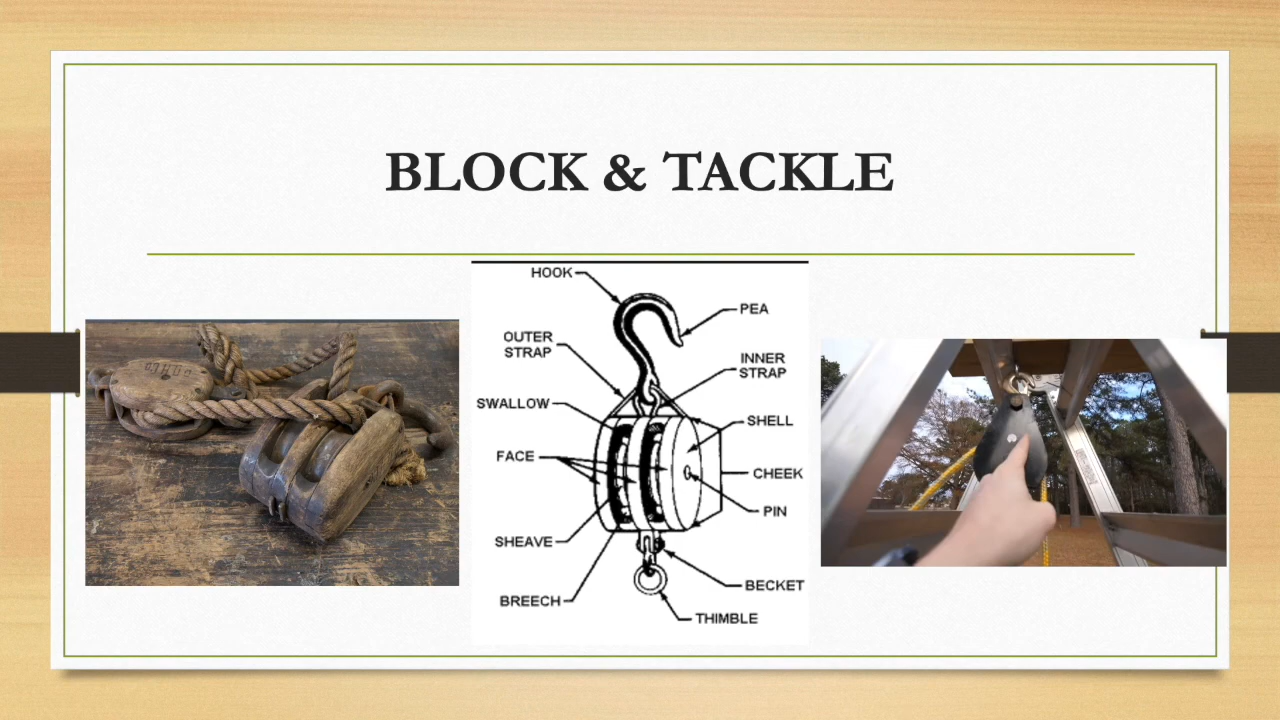 BLOCK & TACKLE
HOOK
PEA
OUTER
STRAP
INNER
STRAP
SWALLOW
SHELL
FACE
CHEEK
PIN
SHEAVE
BECKET
BREECH
THIMBLE